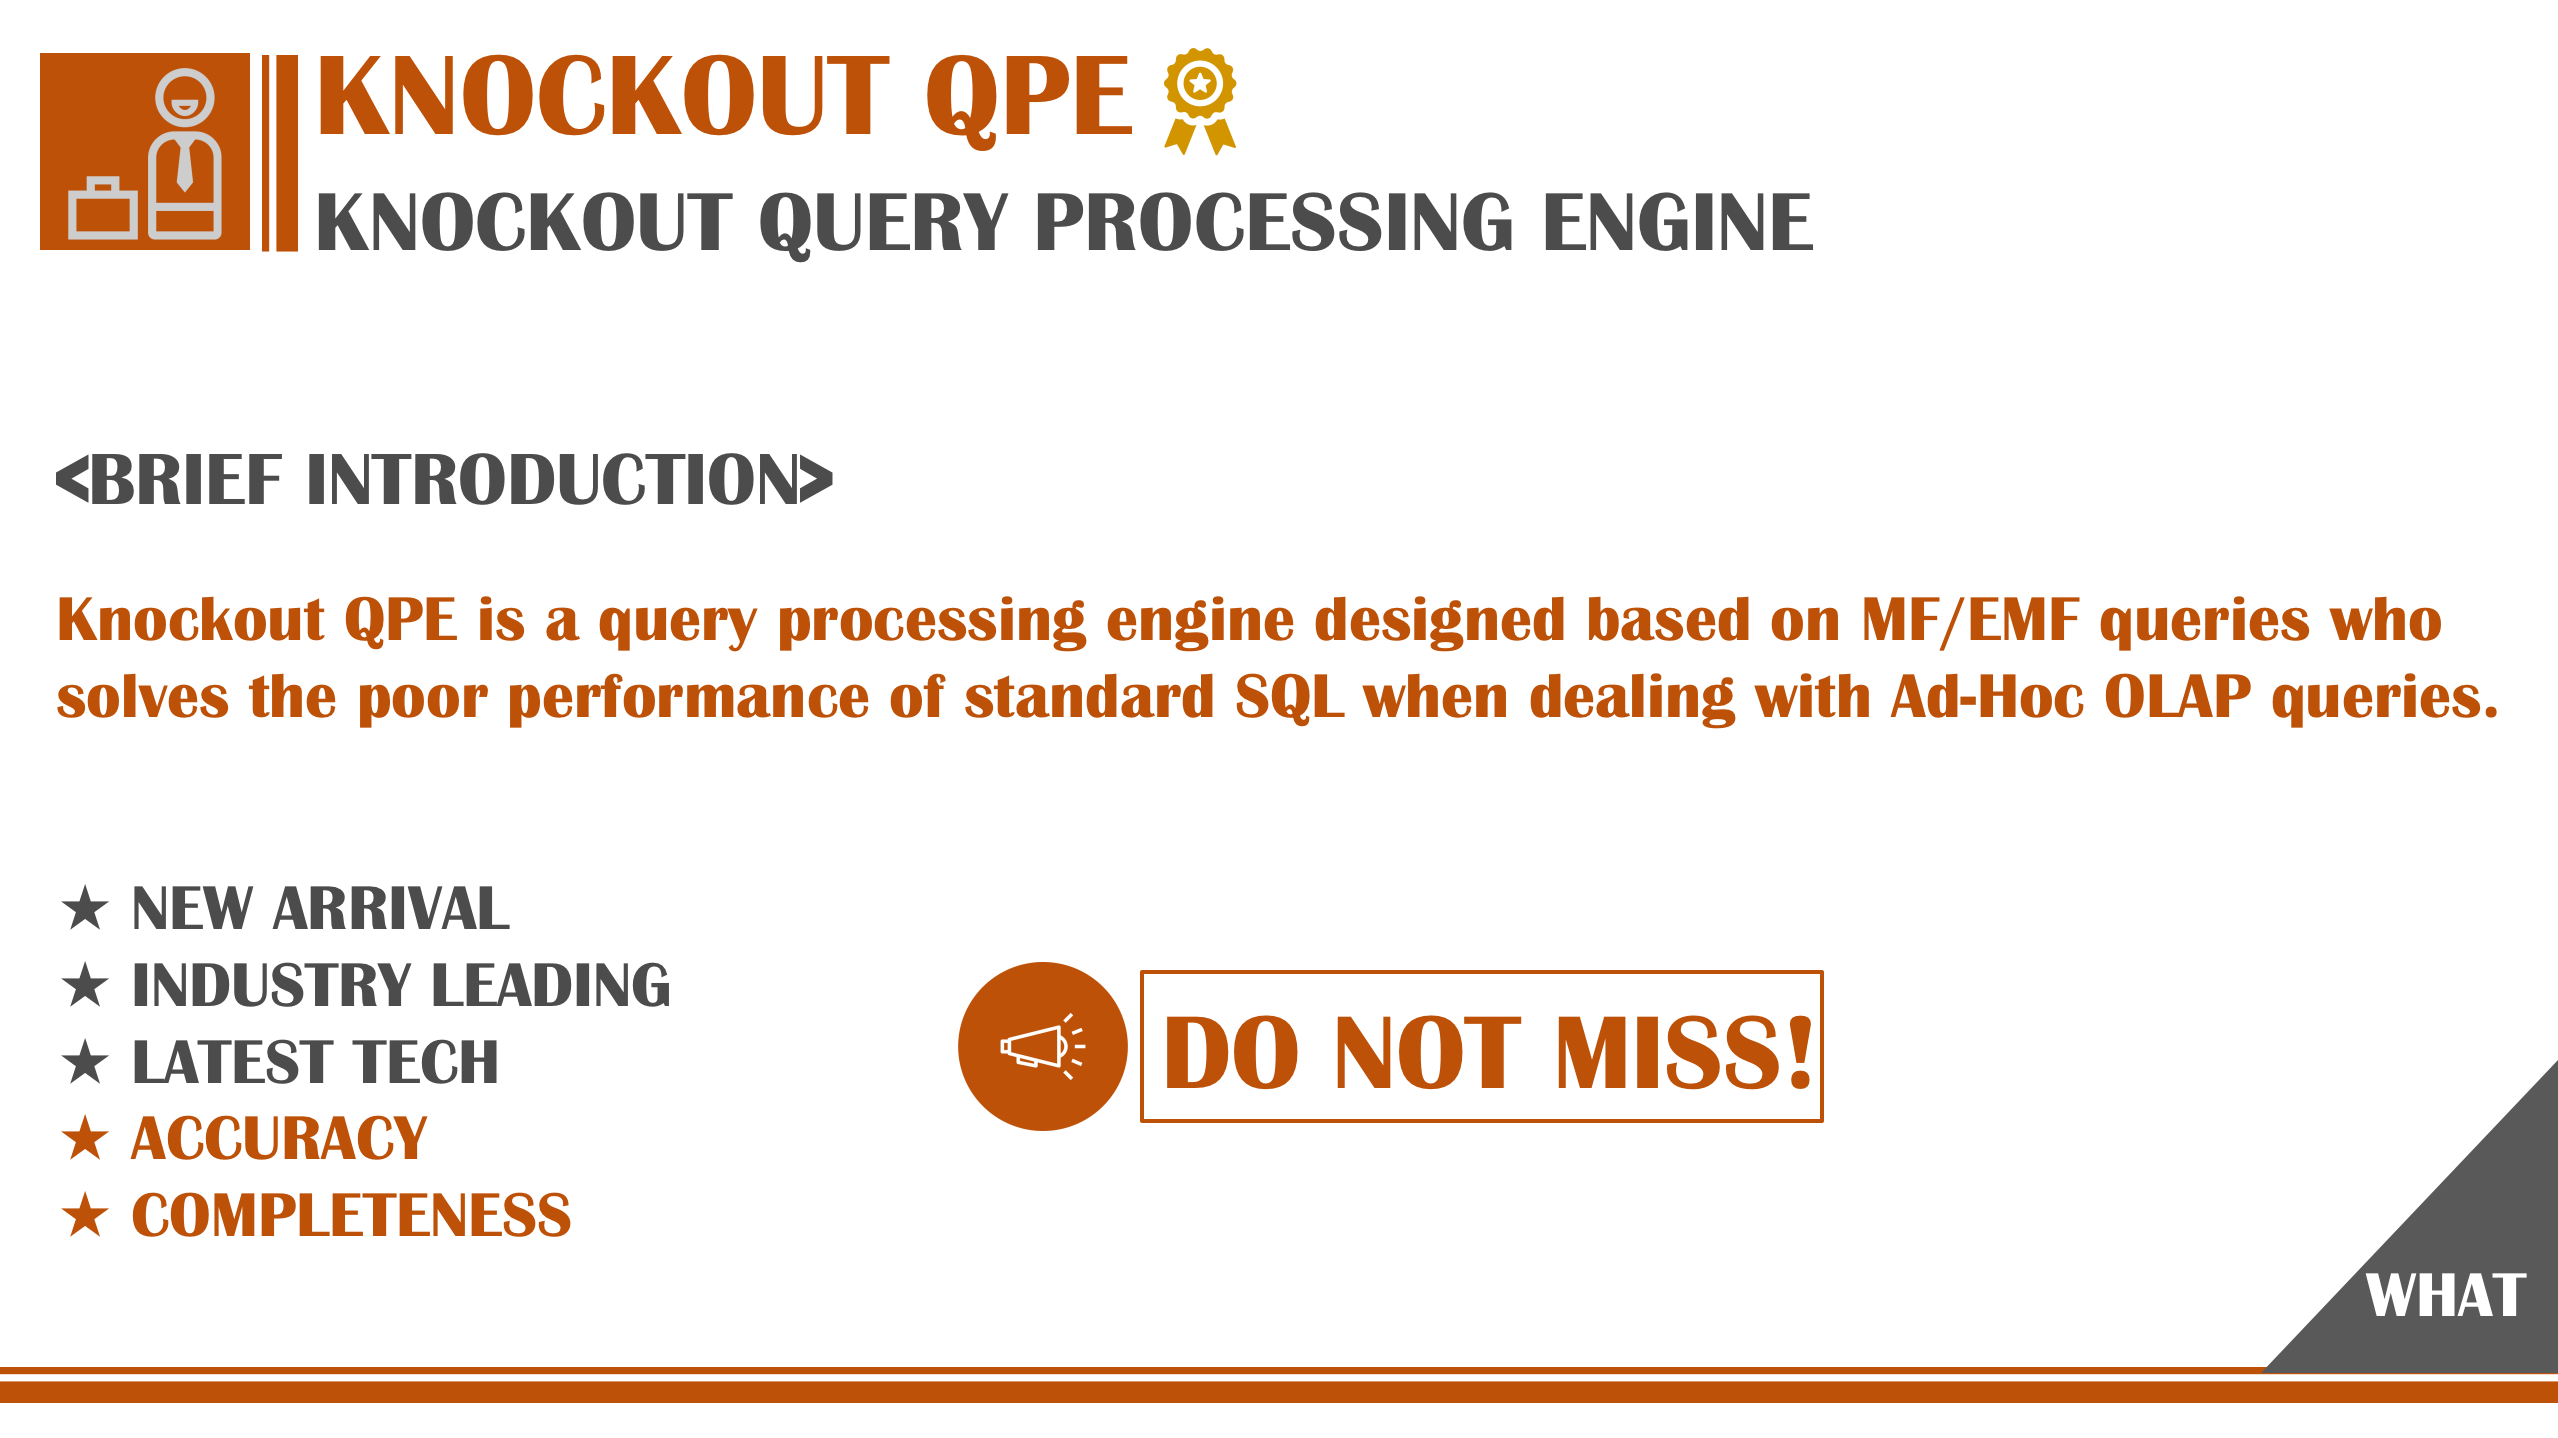 KNOCKOUT QPE
KNOCKOUT QUERY PROCESSING ENGINE
<BRIEF INTRODUCTION>
Knockout QPE is a query processing engine designed based on MF/EMF queries who
solves the poor performance of standard SQL when dealing with Ad-Hoc OLAP queries.
★ NEW ARRIVAL
★ INDUSTRY LEADING
★ LATEST TECH
★ ACCURACY
★ COMPLETENESS
DO NOT MISS!
WHAT